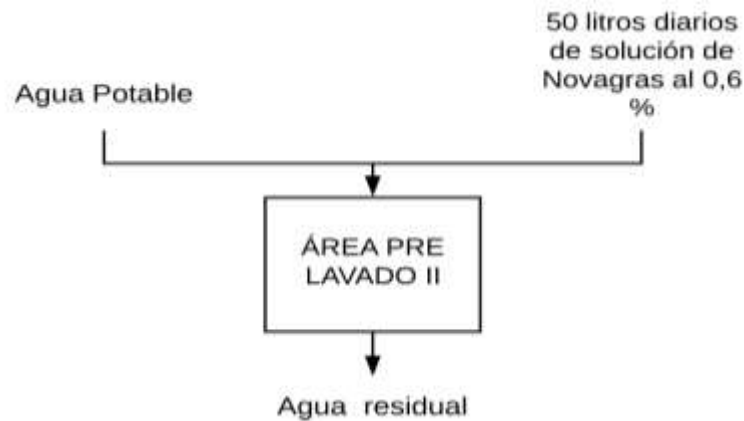 50 litros diarios
de solución de
Novagras al 0,6
%
Agua Potable
ÁREA PRE
LAVADO II
Agua residual